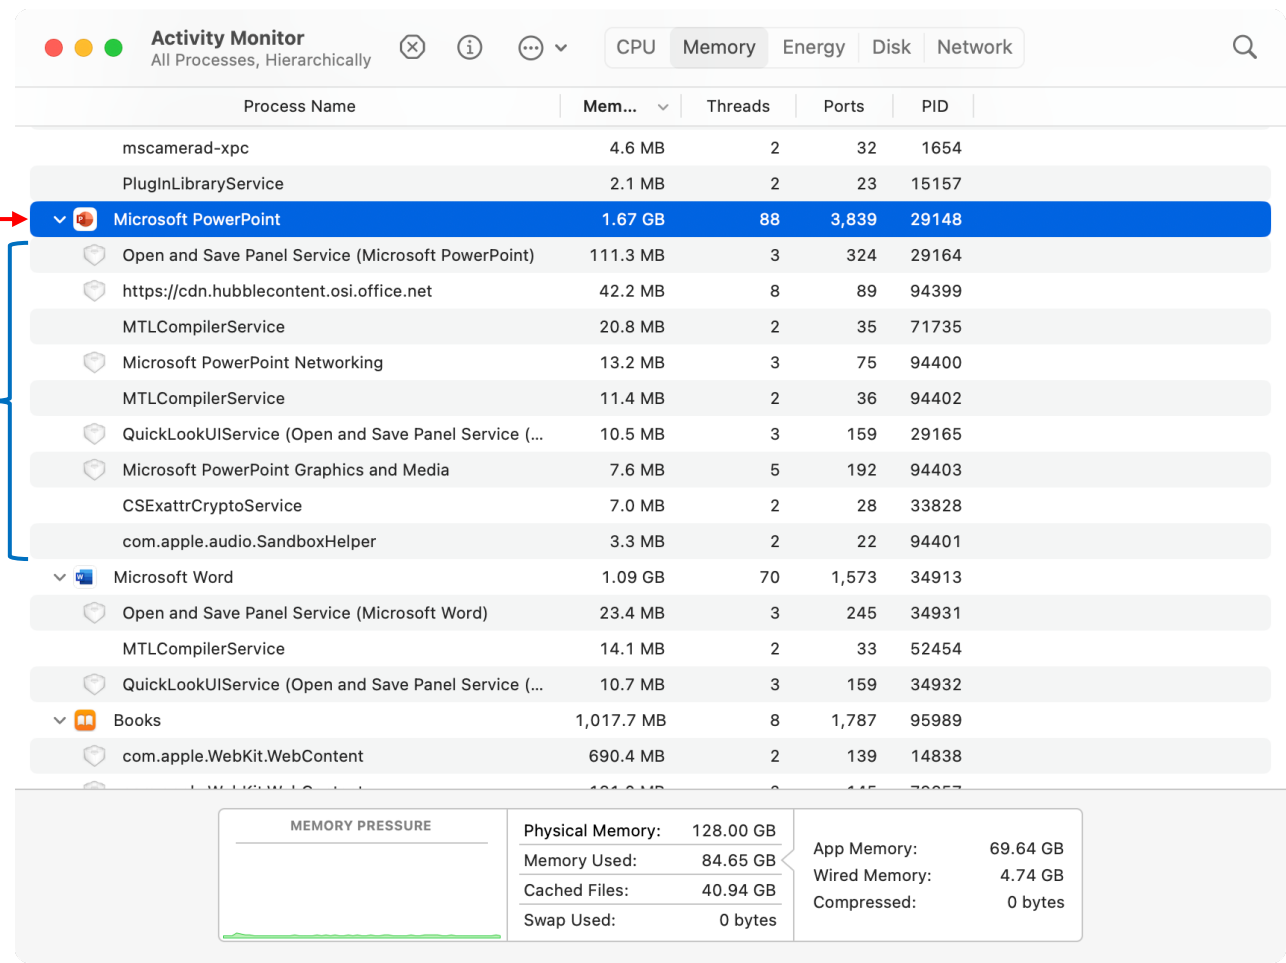 Activity Monitor
All Processes, Hierarchically
CPU Memory Energy Disk Network
Process Name Mem... Threads Ports PID
mscamerad-xpc 4.6 MB 2 32 1654
PlugInLibraryService 2.1 MB 2 23 15157
Microsoft PowerPoint 1.67 GB 88 3,839 29148
Open and Save Panel Service (Microsoft PowerPoint) 111.3 MB 3 324 29164
https://cdn.hubblecontent.osi.office.net 42.2 MB 8 89 94399
MTLCompilerService 20.8 MB 2 35 71735
Microsoft PowerPoint Networking 13.2 MB 3 75 94400
MTLCompilerService 11.4 MB 2 36 94402
QuickLookUIService (Open and Save Panel Service (... 10.5 MB 3 159 29165
Microsoft PowerPoint Graphics and Media 7.6 MB 5 192 94403
CSExattrCryptoService 7.0 MB 2 28 33828
com.apple.audio.SandboxHelper 3.3 MB 2 22 94401
Microsoft Word 1.09 GB 70 1,573 34913
Open and Save Panel Service (Microsoft Word) 23.4 MB 3 245 34931
MTLCompilerService 14.1 MB 2 33 52454
QuickLookUIService (Open and Save Panel Service (... 10.7 MB 3 159 34932
Books 1,017.7 MB 8 1,787 95989
com.apple.WebKit.WebContent 690.4 MB 2 139 14838
MEMORY PRESSURE
Physical Memory: 128.00 GB
Memory Used: 84.65 GB
Cached Files: 40.94 GB
Swap Used: 0 bytes
App Memory: 69.64 GB
Wired Memory: 4.74 GB
Compressed: 0 bytes